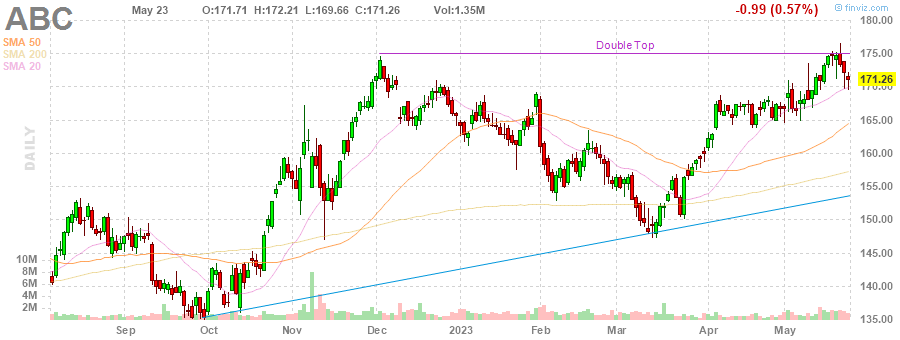 ABC
May 23 O:171.71 H:172.21 L:169.66 C:171.26 Vol:1.35M -0.99 (0.57%) © finviz.com
SMA 50
SMA 200
SMA 20
DAILY
Double Top
180.00
175.00
171.26
170.00
165.00
160.00
155.00
150.00
145.00
140.00
135.00
10M
8M
6M
4M
2M
Sep Oct Nov Dec 2023 Feb Mar Apr May